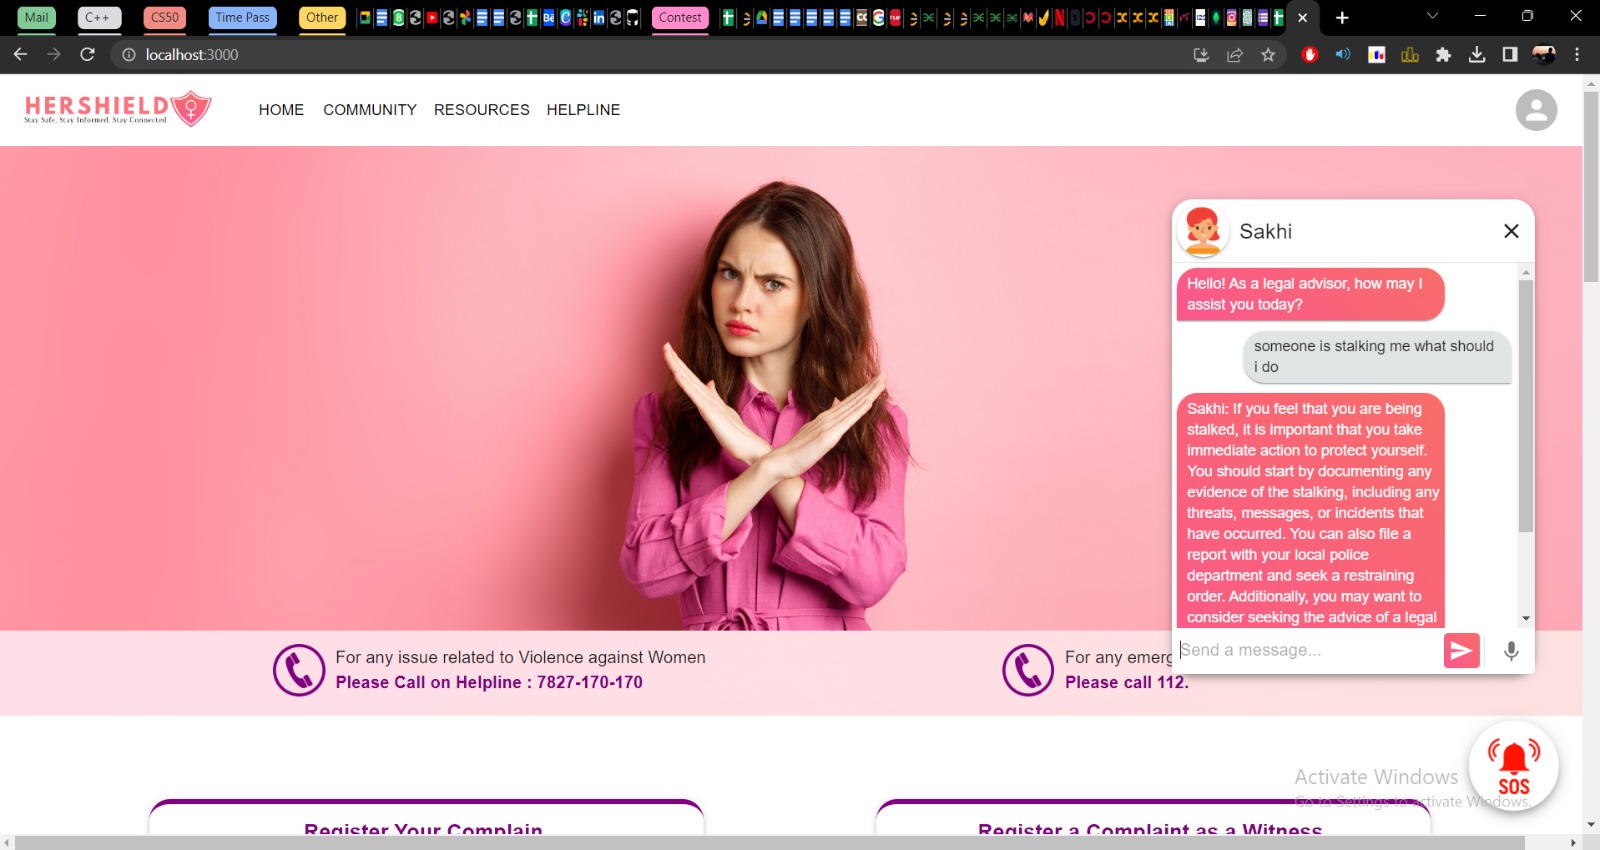 Mail
C++
CS50
Time Pass
Other
Contest
localhost:3000
HERSHIELD
Stay Safe, Stay Informed, Stay Connected.
HOME
COMMUNITY
RESOURCES
HELPLINE
Sakhi
Hello! As a legal advisor, how may I
assist you today?
someone is stalking me what should
i do
Sakhi: If you feel that you are being
stalked, it is important that you take
immediate action to protect yourself.
You should start by documenting any
evidence of the stalking, including any
threats, messages, or incidents that
have occurred. You can also file a
report with your local police
department and seek a restraining
order. Additionally, you may want to
consider seeking the advice of a legal
Send a message...
For any issue related to Violence against Women
Please Call on Helpline : 7827-170-170
For any emerg
Please call 112.
SOS
Activate Windows
Go to Settings to activate Windows.
Register Your Complain
Register a Complaint as a Witness